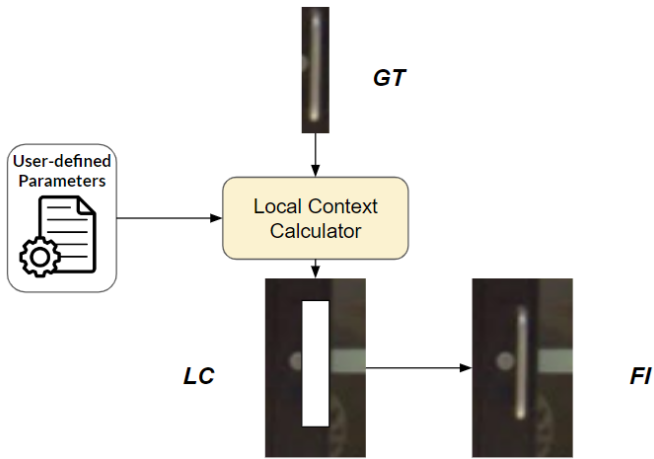 GT
User-defined
Parameters
Local Context
Calculator
LC
FI